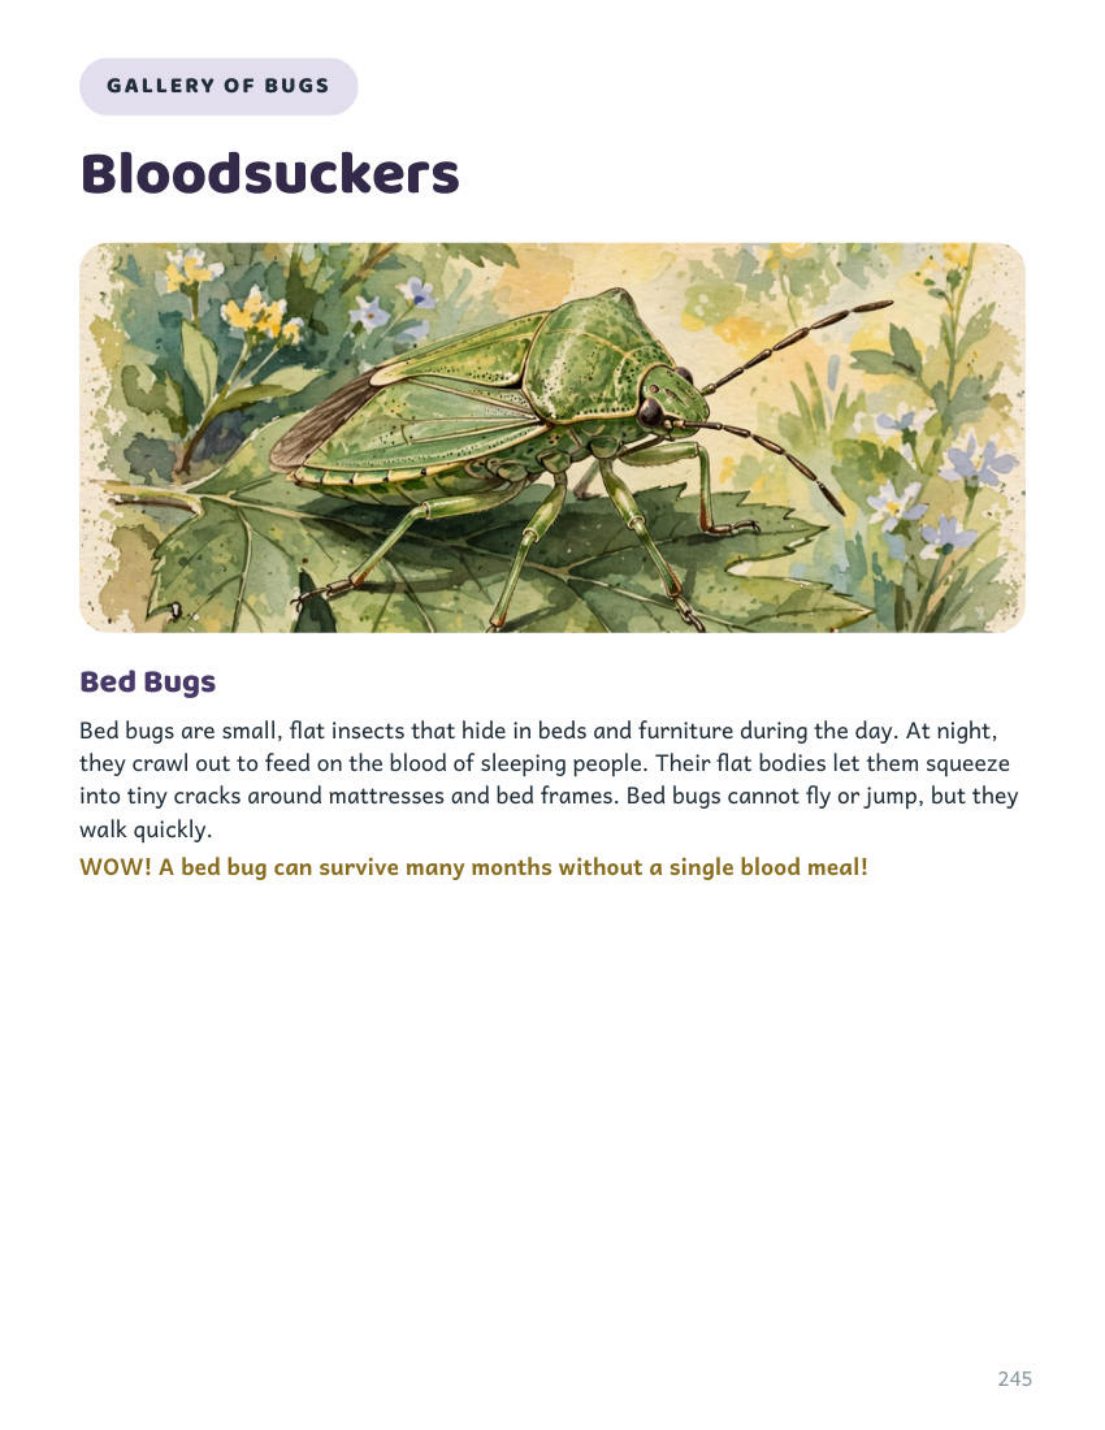 GALLERY OF BUGS
Bloodsuckers
Bed Bugs
Bed bugs are small, flat insects that hide in beds and furniture during the day. At night,
they crawl out to feed on the blood of sleeping people. Their flat bodies let them squeeze
into tiny cracks around mattresses and bed frames. Bed bugs cannot fly or jump, but they
walk quickly.
WOW! A bed bug can survive many months without a single blood meal!
245